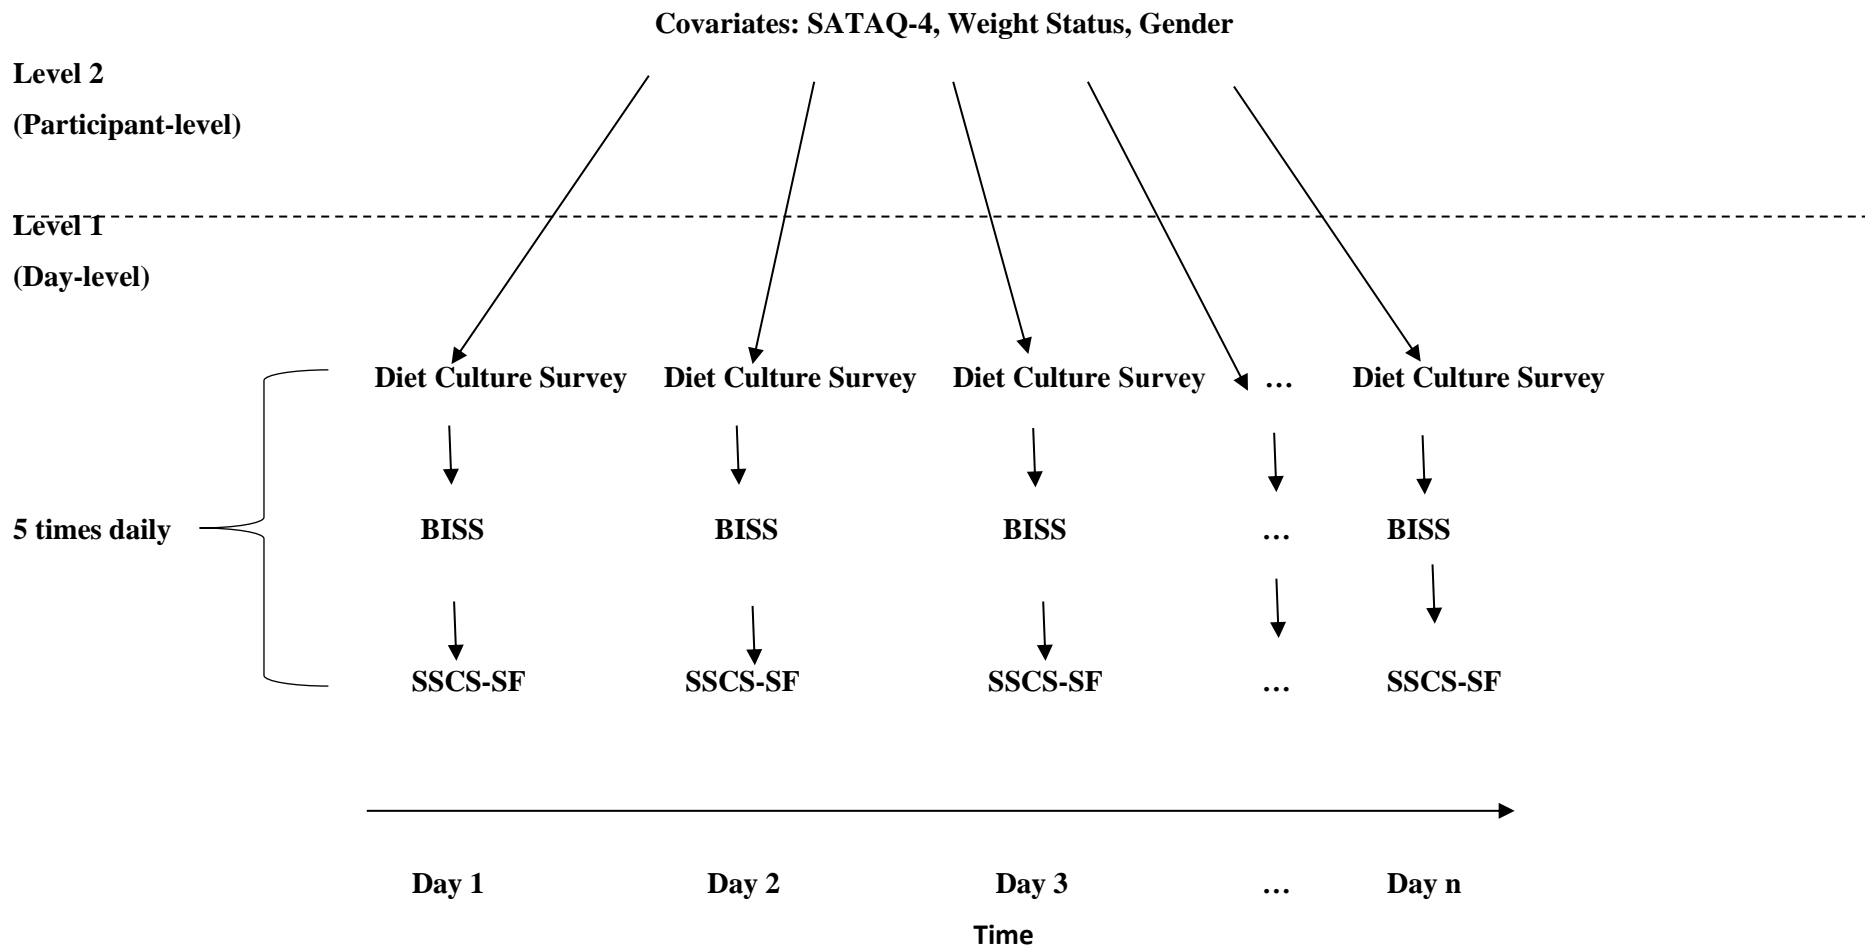 Covariates: SATAQ-4, Weight Status, Gender
Level 2
(Participant-level)
Level 1
(Day-level)
Diet Culture Survey Diet Culture Survey Diet Culture Survey … Diet Culture Survey
5 times daily BISS BISS BISS … BISS
SSCS-SF SSCS-SF SSCS-SF … SSCS-SF
Day 1 Day 2 Day 3 … Day n
Time